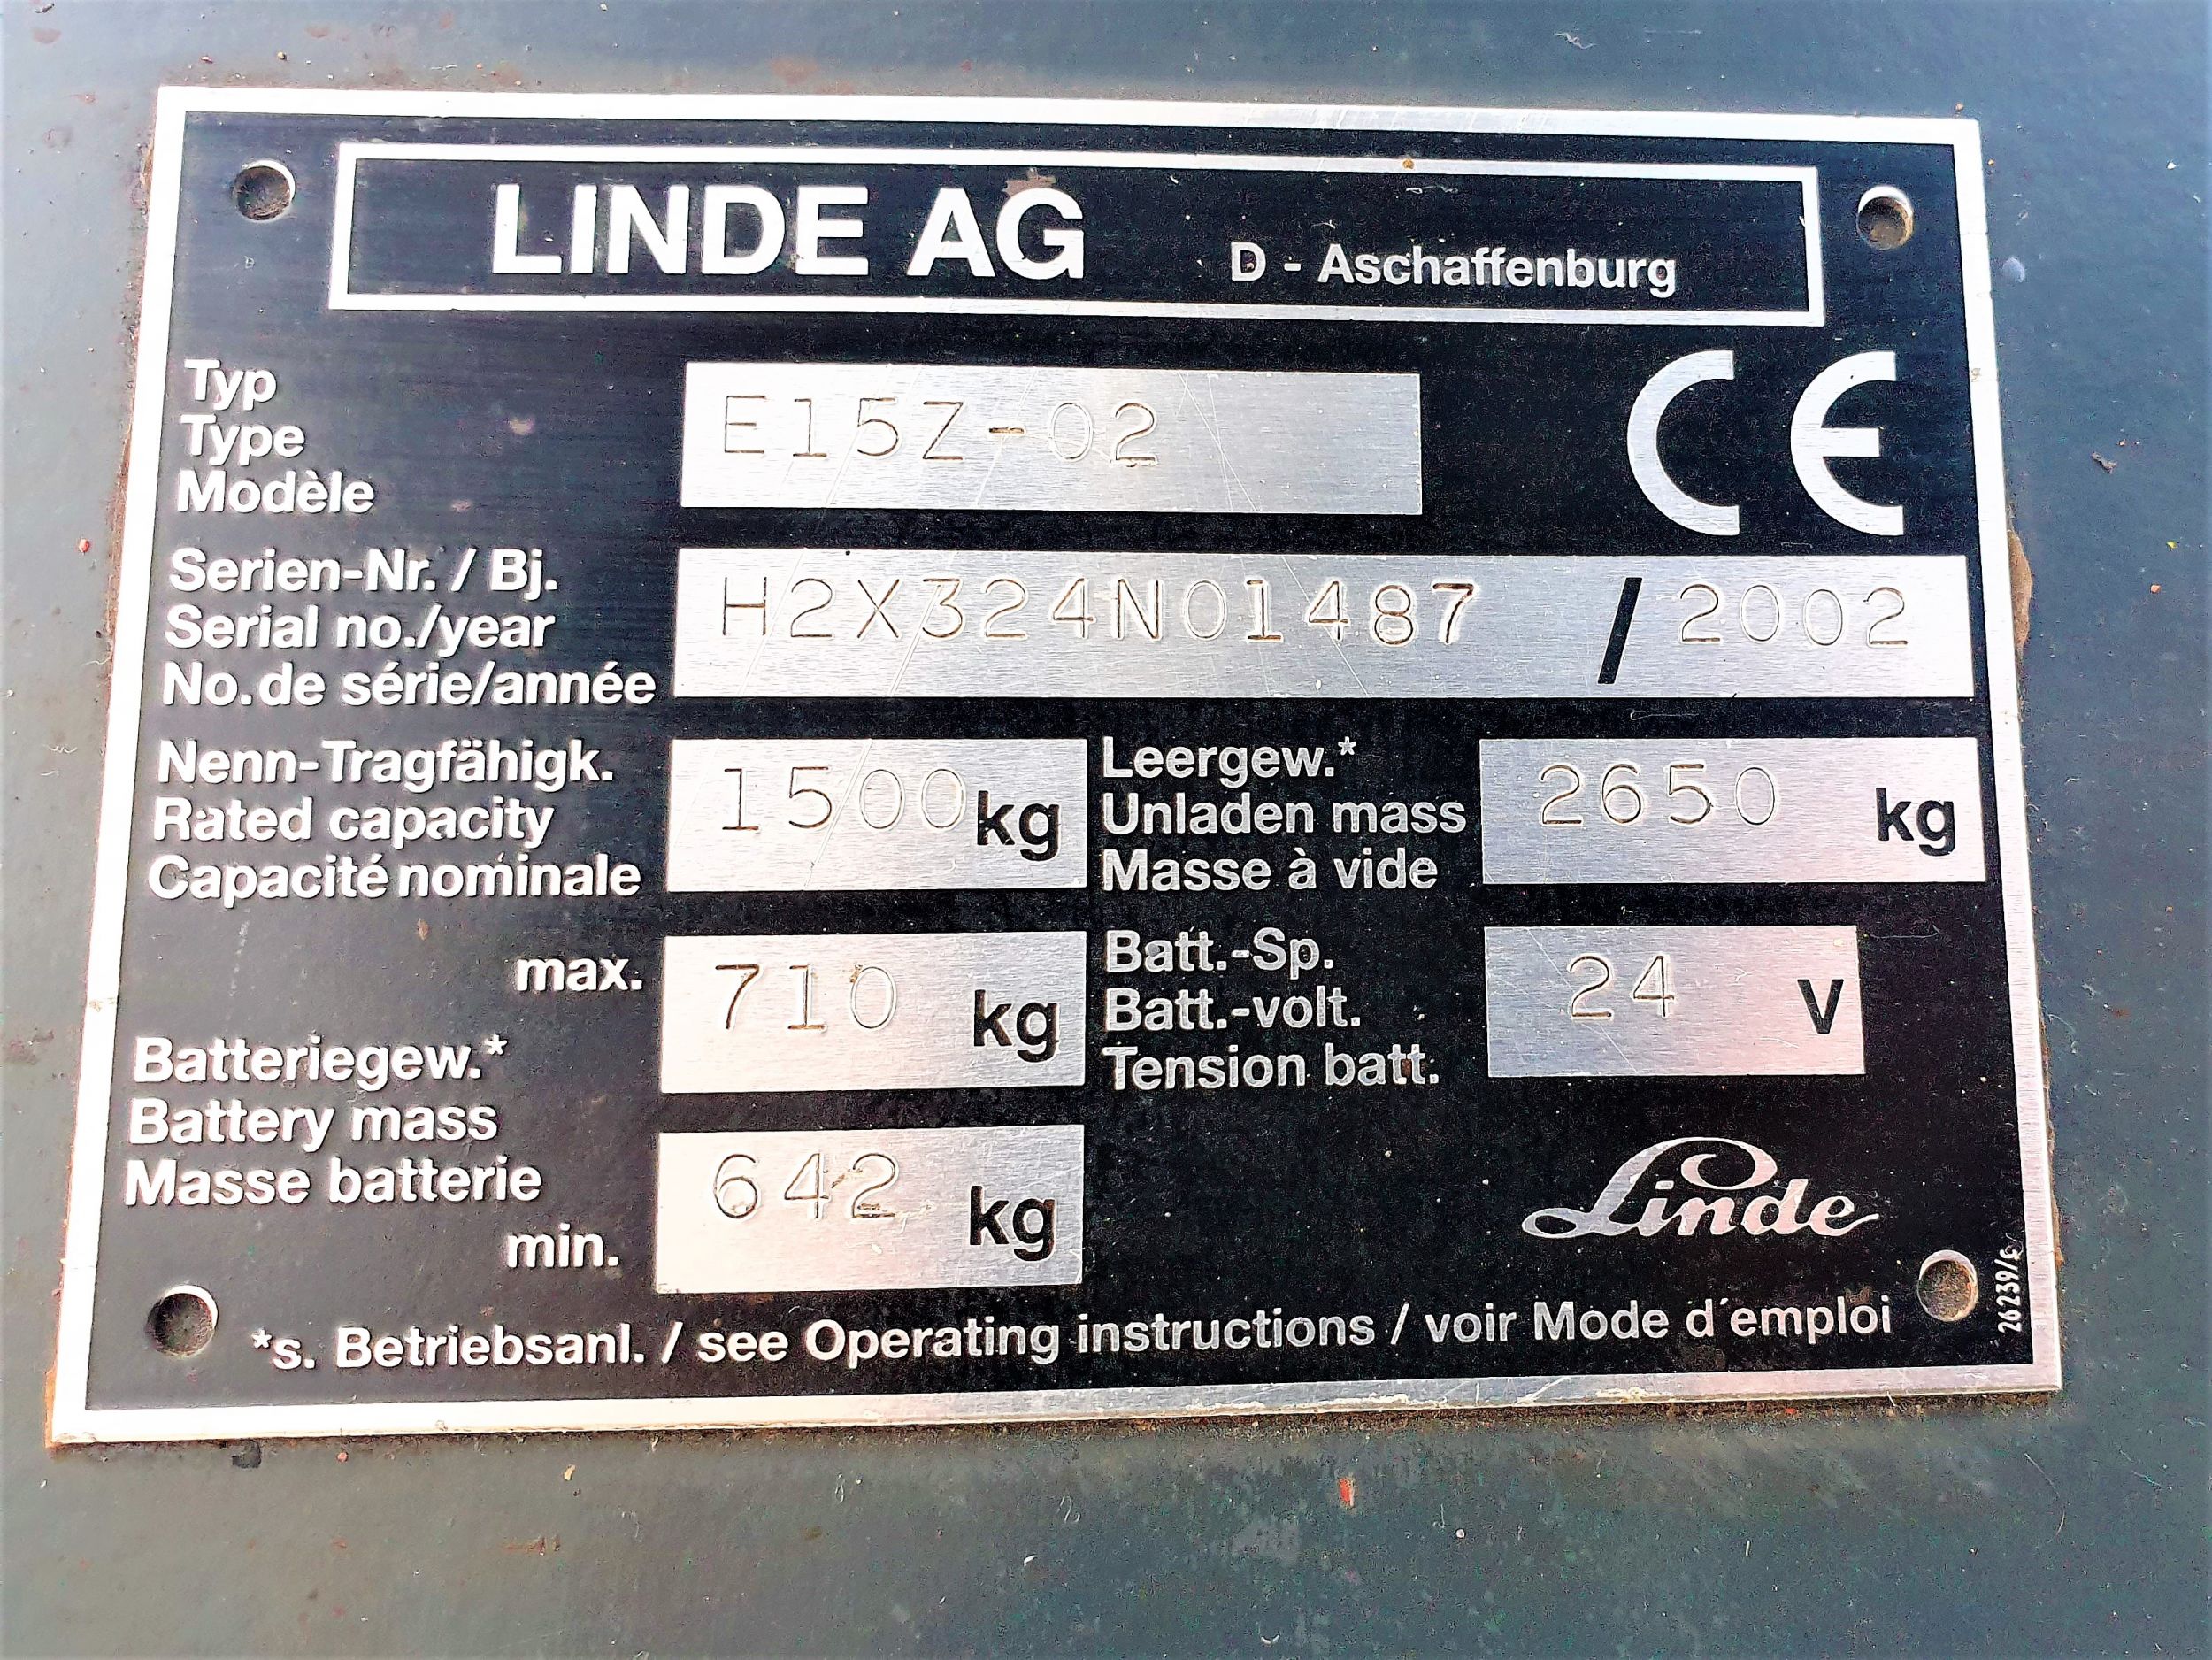 LINDE AG D - Aschaffenburg
Typ
Type
Modèle
E15Z-02
CE
Serien-Nr. / Bj.
Serial no./year
No.de série/année
H2X324N01487 / 2002
Nenn-Tragfähigk.
Rated capacity
Capacité nominale
1500 kg
Leergew.*
Unladen mass
Masse à vide
2650 kg
max.
710 kg
Batt.-Sp.
Batt.-volt.
Tension batt.
24 V
Batteriegew.*
Battery mass
Masse batterie
min.
642 kg
Linde
*s. Betriebsanl. / see Operating instructions / voir Mode d´emploi
26239/6